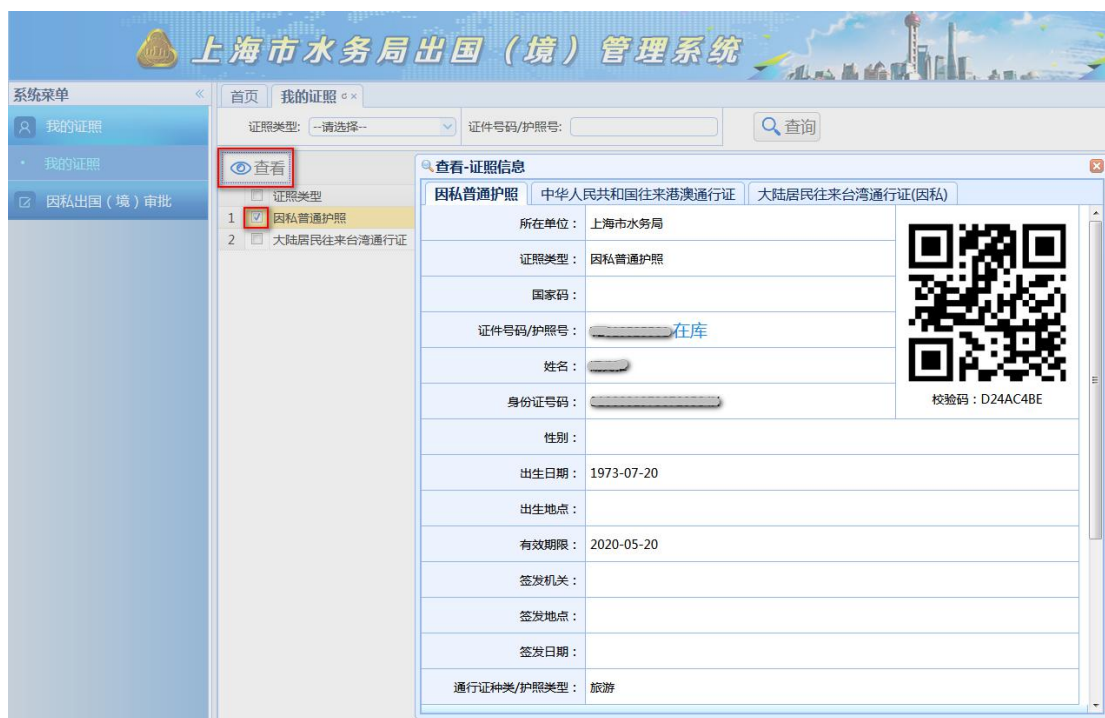 上海市水务局出国（境）管理系统
系统菜单 «
我的证照
· 我的证照
因私出国（境）审批
首页 我的证照
证照类型: --请选择-- 证件号码/护照号: 查询
查看
证照类型
1 因私普通护照
2 大陆居民往来台湾通行证
查看-证照信息
因私普通护照 中华人民共和国往来港澳通行证 大陆居民往来台湾通行证(因私)
所在单位： 上海市水务局
证照类型： 因私普通护照
国家码：
证件号码/护照号： 在库
姓名：
身份证号码：
校验码：D24AC4BE
性别：
出生日期： 1973-07-20
出生地点：
有效期限： 2020-05-20
签发机关：
签发地点：
签发日期：
通行证种类/护照类型： 旅游